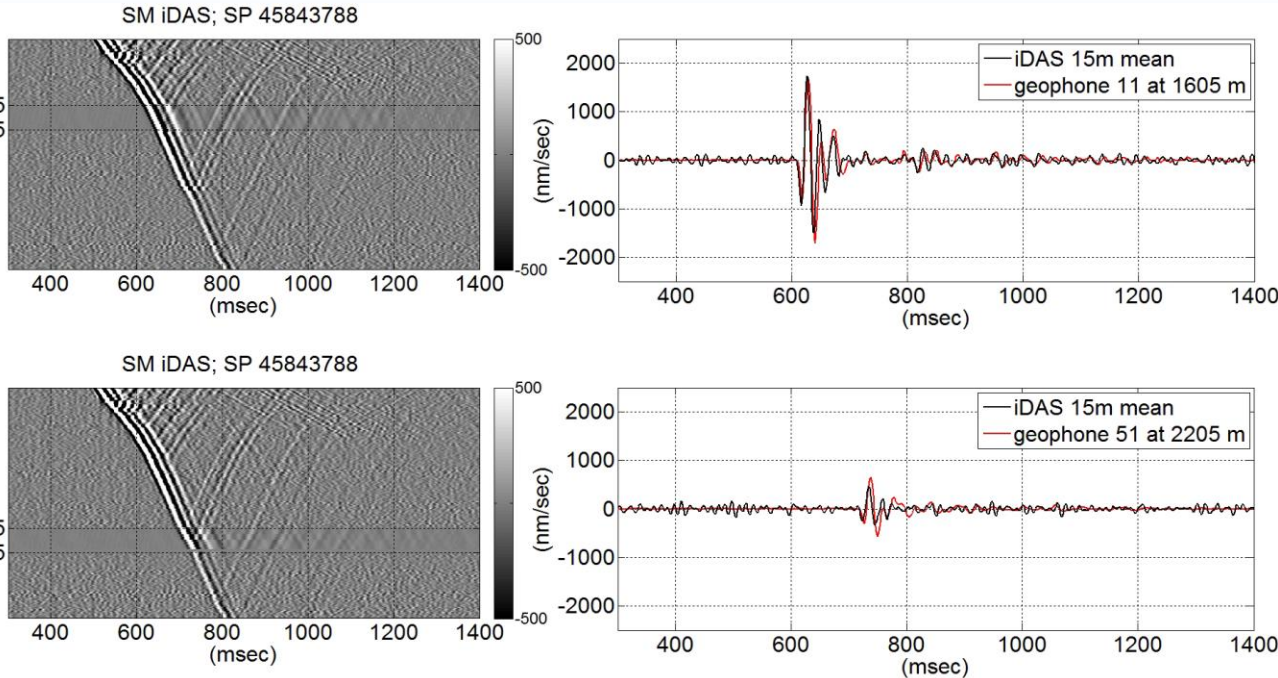 SM iDAS; SP 45843788
500
-500
(nm/sec)
400 600 800 1000 1200 1400
(msec)
2000
1000
0
-1000
-2000
iDAS 15m mean
geophone 11 at 1605 m
400 600 800 1000 1200 1400
(msec)
SM iDAS; SP 45843788
500
-500
(nm/sec)
400 600 800 1000 1200 1400
(msec)
2000
1000
0
-1000
-2000
iDAS 15m mean
geophone 51 at 2205 m
400 600 800 1000 1200 1400
(msec)